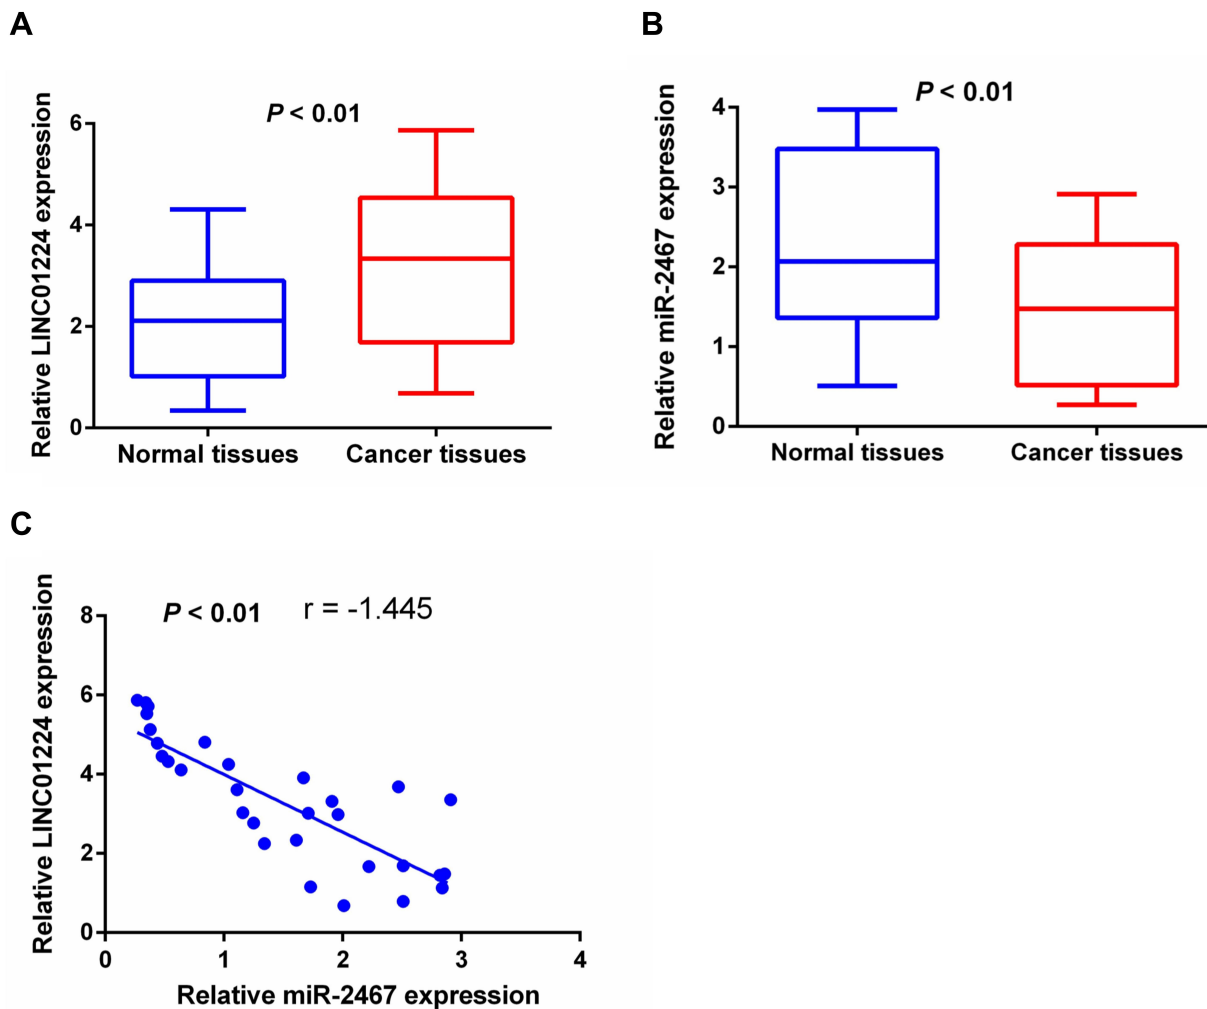 A
P < 0.01
Relative LINC01224 expression
6
4
2
0
Normal tissues
Cancer tissues
B
P < 0.01
Relative miR-2467 expression
4
3
2
1
0
Normal tissues
Cancer tissues
C
P < 0.01 r = -1.445
Relative LINC01224 expression
8
6
4
2
0
0 1 2 3 4
Relative miR-2467 expression